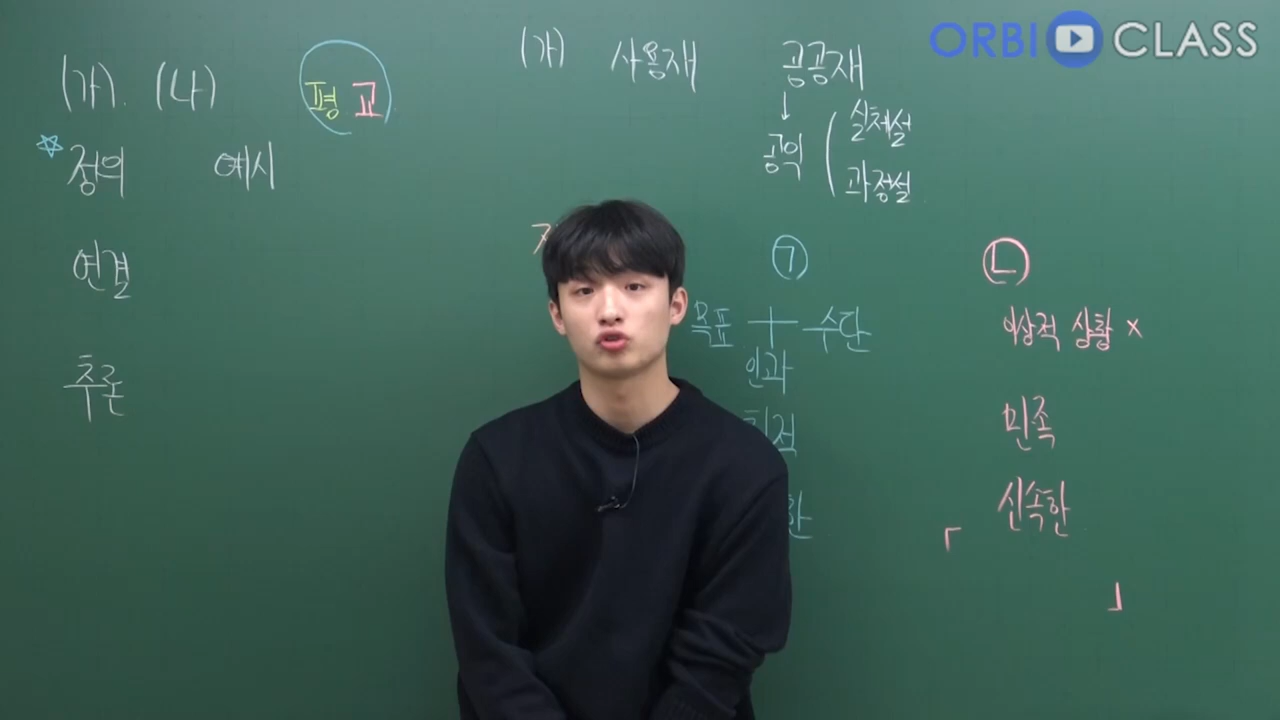 ORBI CLASS
(가). (나) 평 교
☆ 정의 예시
연결
추론
(가) 사용재 공공재
↓
공익 ( 실체설
과정설
㉠
목표 + 수단
인과
㉡
이상적 상황 ×
민족
신속한
「
」